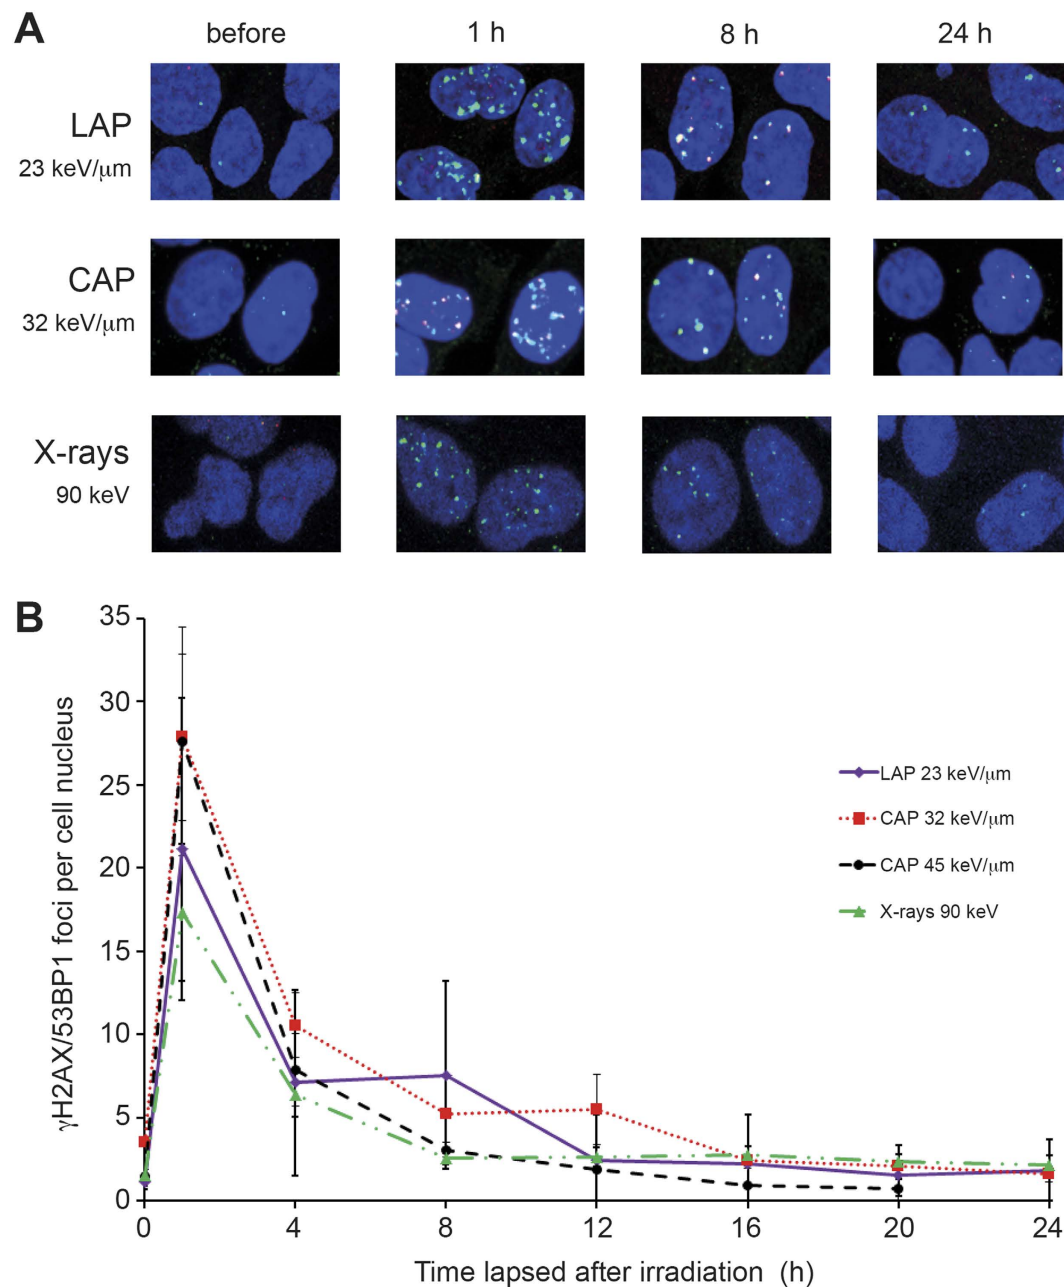 A
before 1 h 8 h 24 h
LAP
23 keV/μm
CAP
32 keV/μm
X-rays
90 keV
B
35
30
25
20
15
10
5
0
γH2AX/53BP1 foci per cell nucleus
LAP 23 keV/μm
CAP 32 keV/μm
CAP 45 keV/μm
X-rays 90 keV
0 4 8 12 16 20 24
Time lapsed after irradiation (h)